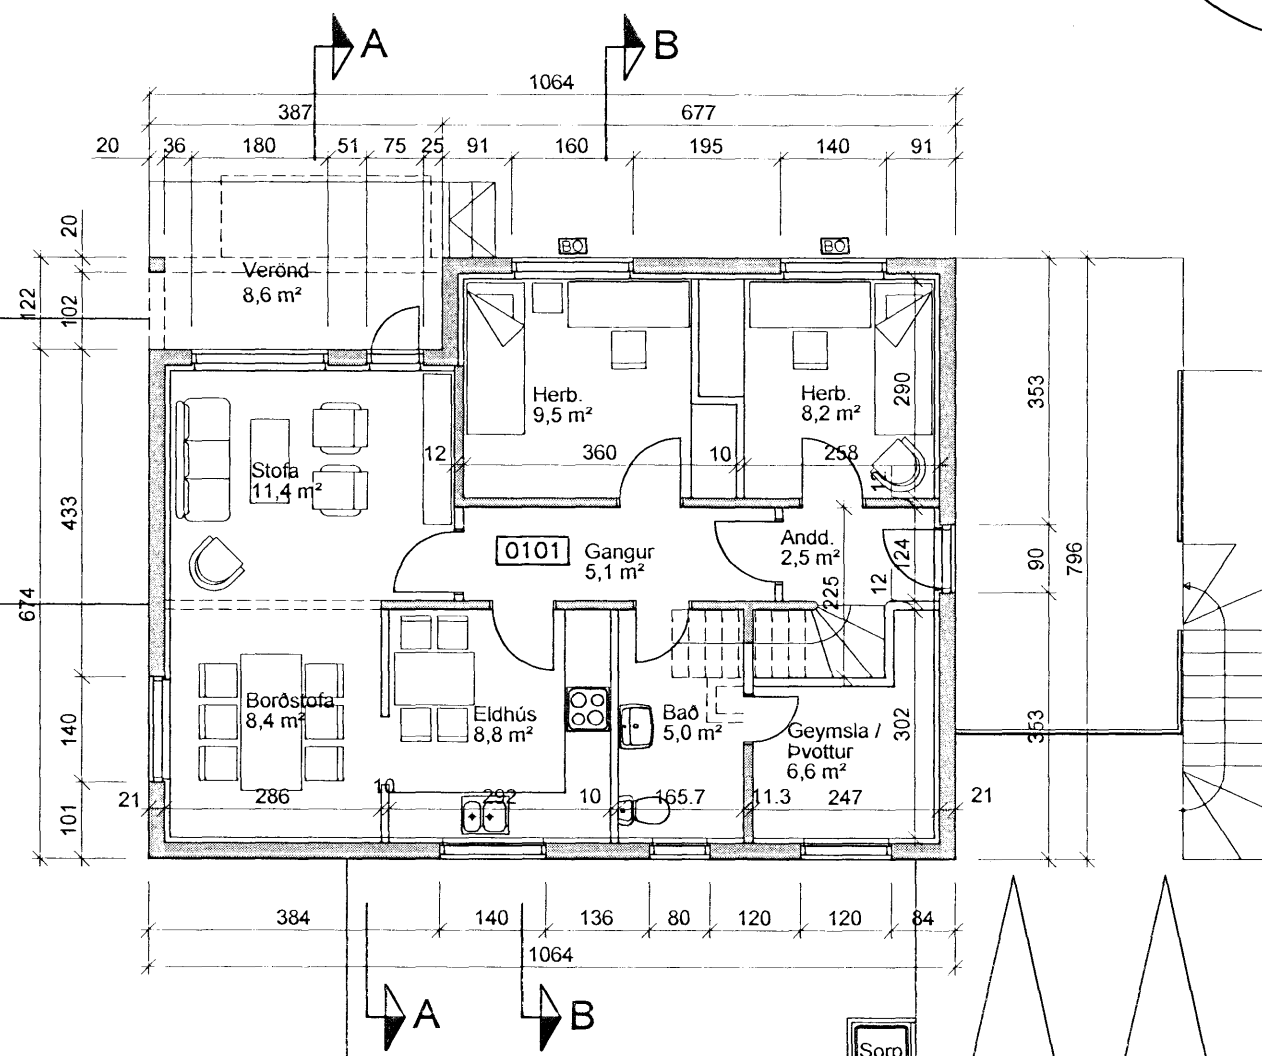 A
B
1064
387
677
20
36
180
51
75
25
91
160
195
140
91
BO
BO
20
122
102
Verönd
8,6 m²
Herb.
9,5 m²
Herb.
8,2 m²
290
353
12
360
10
258
12
Stofa
11,4 m²
433
674
0101
Gangur
5,1 m²
Andd.
2,5 m²
124
225
12
90
796
Borðstofa
8,4 m²
Eldhús
8,8 m²
Bað
5,0 m²
Geymsla /
Þvottur
6,6 m²
302
353
140
101
21
286
10
292
10
165.7
11.3
247
21
384
140
136
80
120
120
84
1064
A
B
Sorp